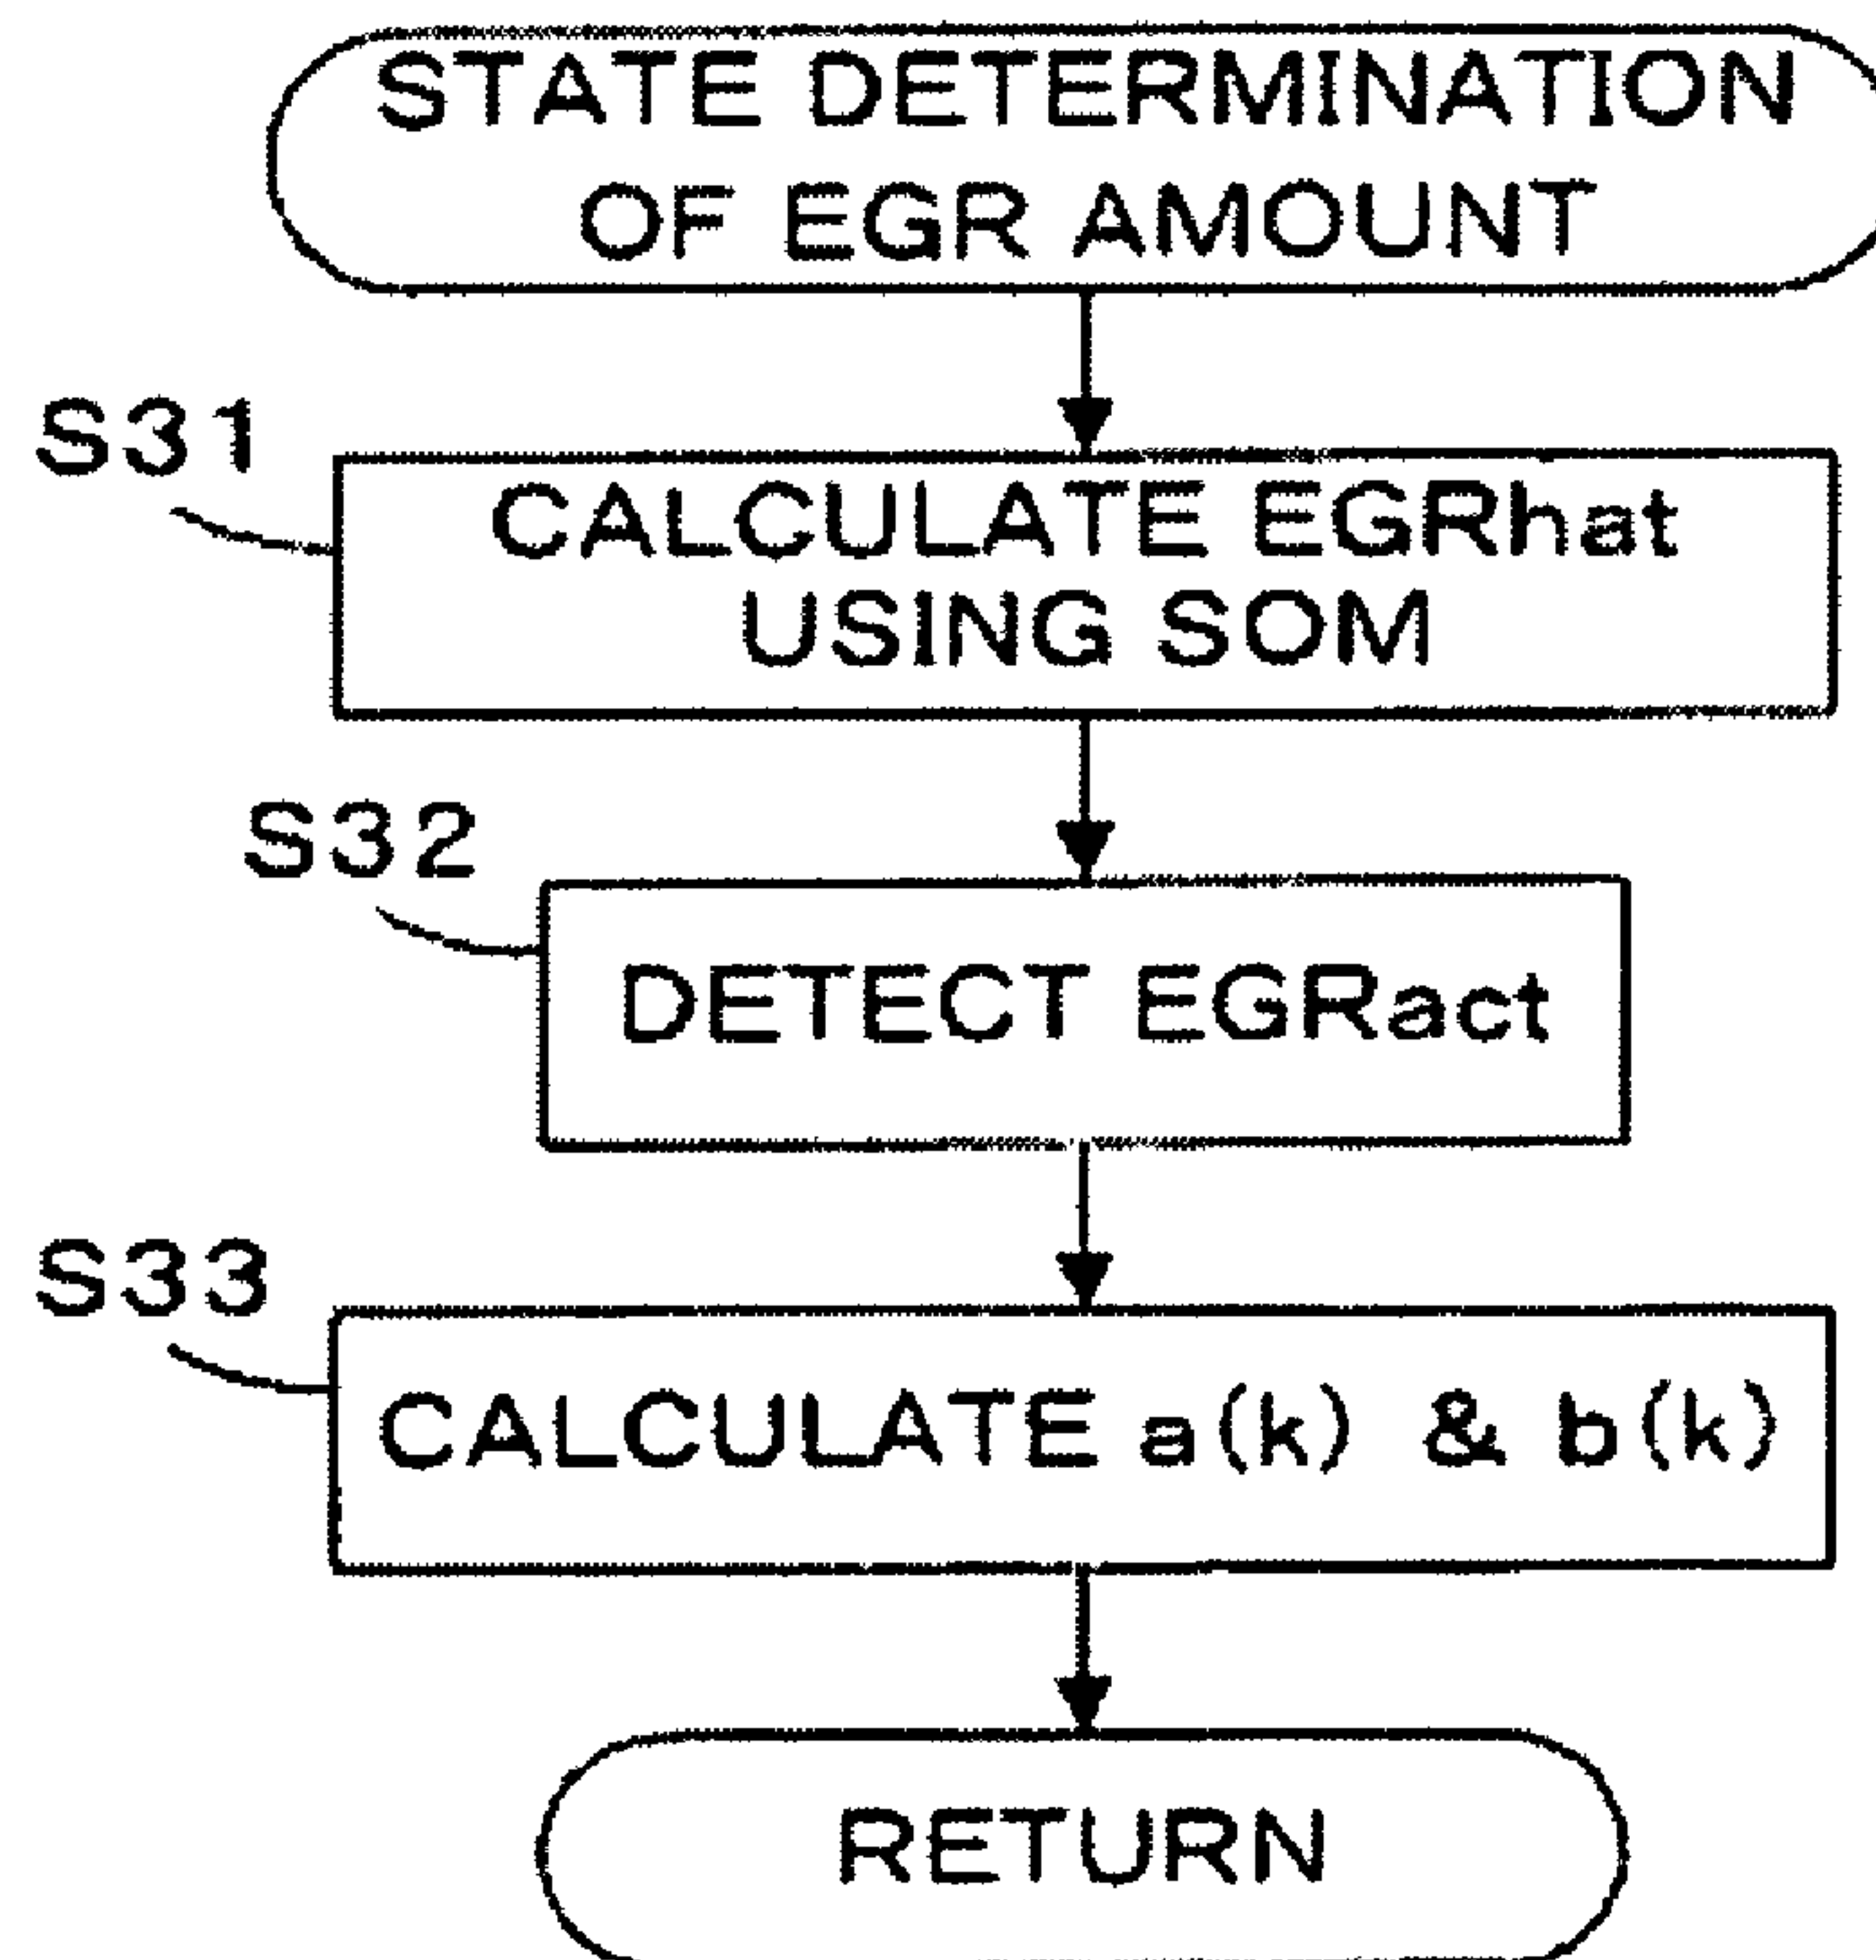 STATE DETERMINATION
OF EGR AMOUNT
S31
CALCULATE EGRhat
USING SOM
S32
DETECT EGRact
S33
CALCULATE a(k) & b(k)
RETURN